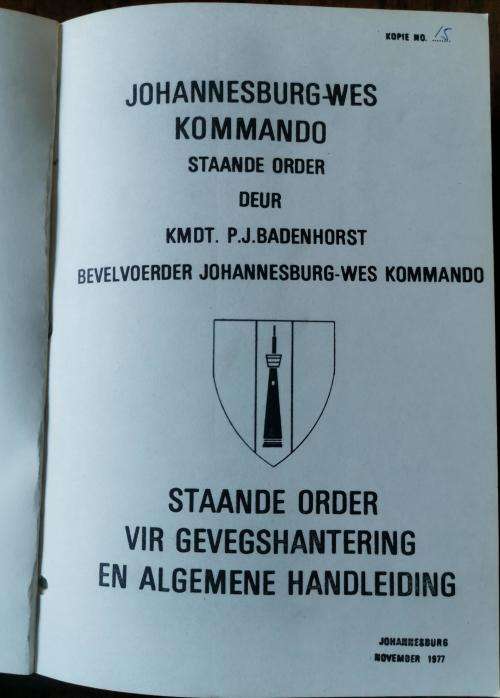 KOPIE NO. 15
JOHANNESBURG-WES
KOMMANDO
STAANDE ORDER
DEUR
KMDT. P.J.BADENHORST
BEVELVOERDER JOHANNESBURG-WES KOMMANDO
STAANDE ORDER
VIR GEVEGSHANTERING
EN ALGEMENE HANDLEIDING
JOHANNESBURG
NOVEMBER 1977